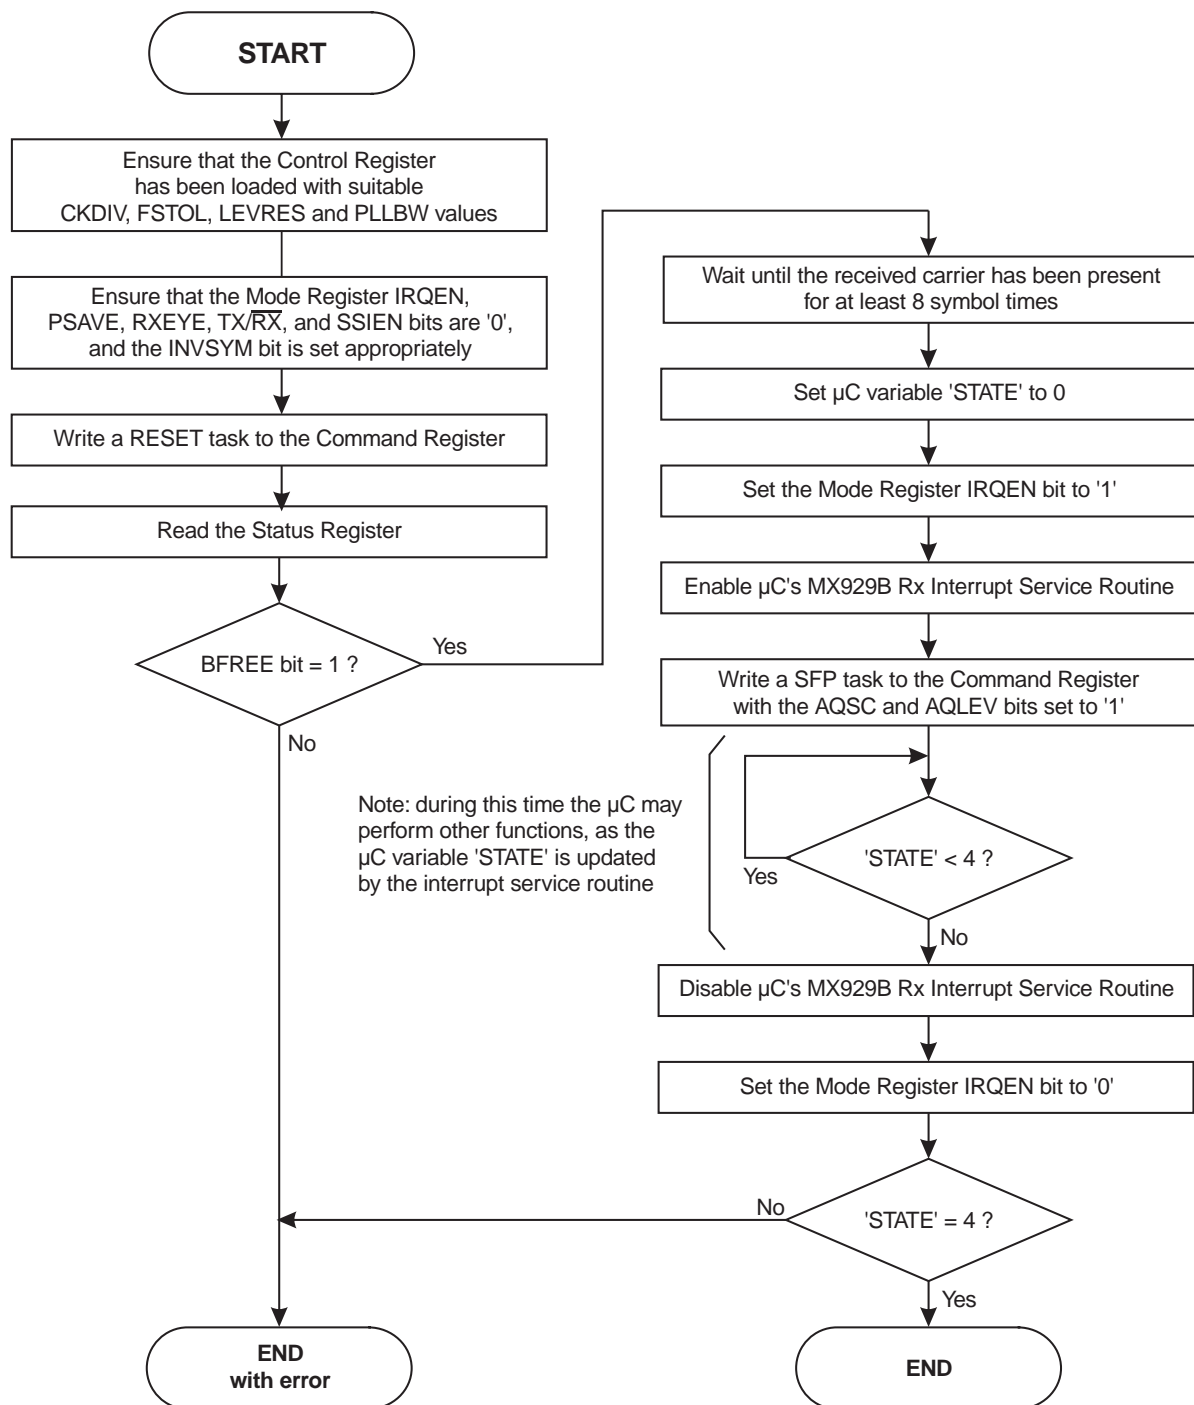 START
Ensure that the Control Register
has been loaded with suitable
CKDIV, FSTOL, LEVRES and PLLBW values
Ensure that the Mode Register IRQEN,
PSAVE, RXEYE, TX/R̅X̅, and SSIEN bits are '0',
and the INVSYM bit is set appropriately
Write a RESET task to the Command Register
Read the Status Register
BFREE bit = 1 ?
Yes
No
Wait until the received carrier has been present
for at least 8 symbol times
Set µC variable 'STATE' to 0
Set the Mode Register IRQEN bit to '1'
Enable µC's MX929B Rx Interrupt Service Routine
Write a SFP task to the Command Register
with the AQSC and AQLEV bits set to '1'
Note: during this time the µC may
perform other functions, as the
µC variable 'STATE' is updated
by the interrupt service routine
'STATE' < 4 ?
Yes
No
Disable µC's MX929B Rx Interrupt Service Routine
Set the Mode Register IRQEN bit to '0'
'STATE' = 4 ?
No
Yes
END
with error
END